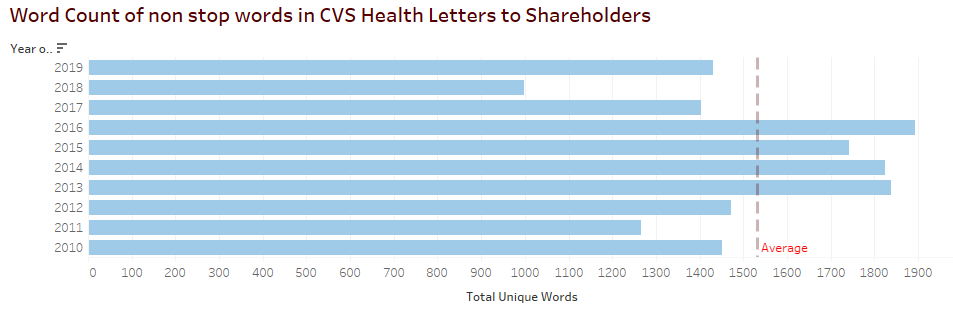 Word Count of non stop words in CVS Health Letters to Shareholders
Year o..
2019
2018
2017
2016
2015
2014
2013
2012
2011
2010
Average
0 100 200 300 400 500 600 700 800 900 1000 1100 1200 1300 1400 1500 1600 1700 1800 1900
Total Unique Words